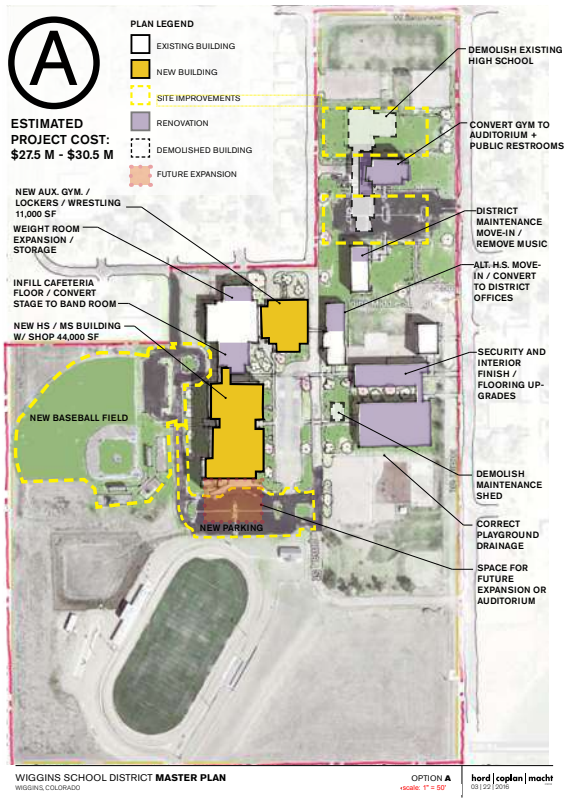 A
PLAN LEGEND
EXISTING BUILDING
NEW BUILDING
SITE IMPROVEMENTS
RENOVATION
DEMOLISHED BUILDING
FUTURE EXPANSION
ESTIMATED
PROJECT COST:
$27.5 M - $30.5 M
NEW AUX. GYM. /
LOCKERS / WRESTLING
11,000 SF
WEIGHT ROOM
EXPANSION /
STORAGE
INFILL CAFETERIA
FLOOR / CONVERT
STAGE TO BAND ROOM
NEW HS / MS BUILDING
W/ SHOP 44,000 SF
NEW BASEBALL FIELD
NEW PARKING
DEMOLISH EXISTING
HIGH SCHOOL
CONVERT GYM TO
AUDITORIUM +
PUBLIC RESTROOMS
DISTRICT
MAINTENANCE
MOVE-IN /
REMOVE MUSIC
ALT. H.S. MOVE-
IN / CONVERT
TO DISTRICT
OFFICES
SECURITY AND
INTERIOR
FINISH /
FLOORING UP-
GRADES
DEMOLISH
MAINTENANCE
SHED
CORRECT
PLAYGROUND
DRAINAGE
SPACE FOR
FUTURE
EXPANSION OR
AUDITORIUM
WIGGINS SCHOOL DISTRICT MASTER PLAN
WIGGINS, COLORADO
OPTION A
•scale: 1" = 50'
hord | coplan | macht
03 | 22 | 2016